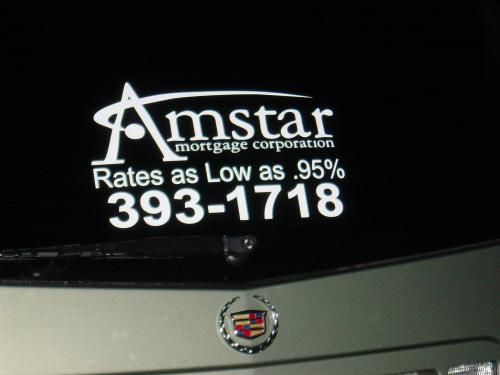 Amstar
mortgage corporation
Rates as Low as .95%
393-1718